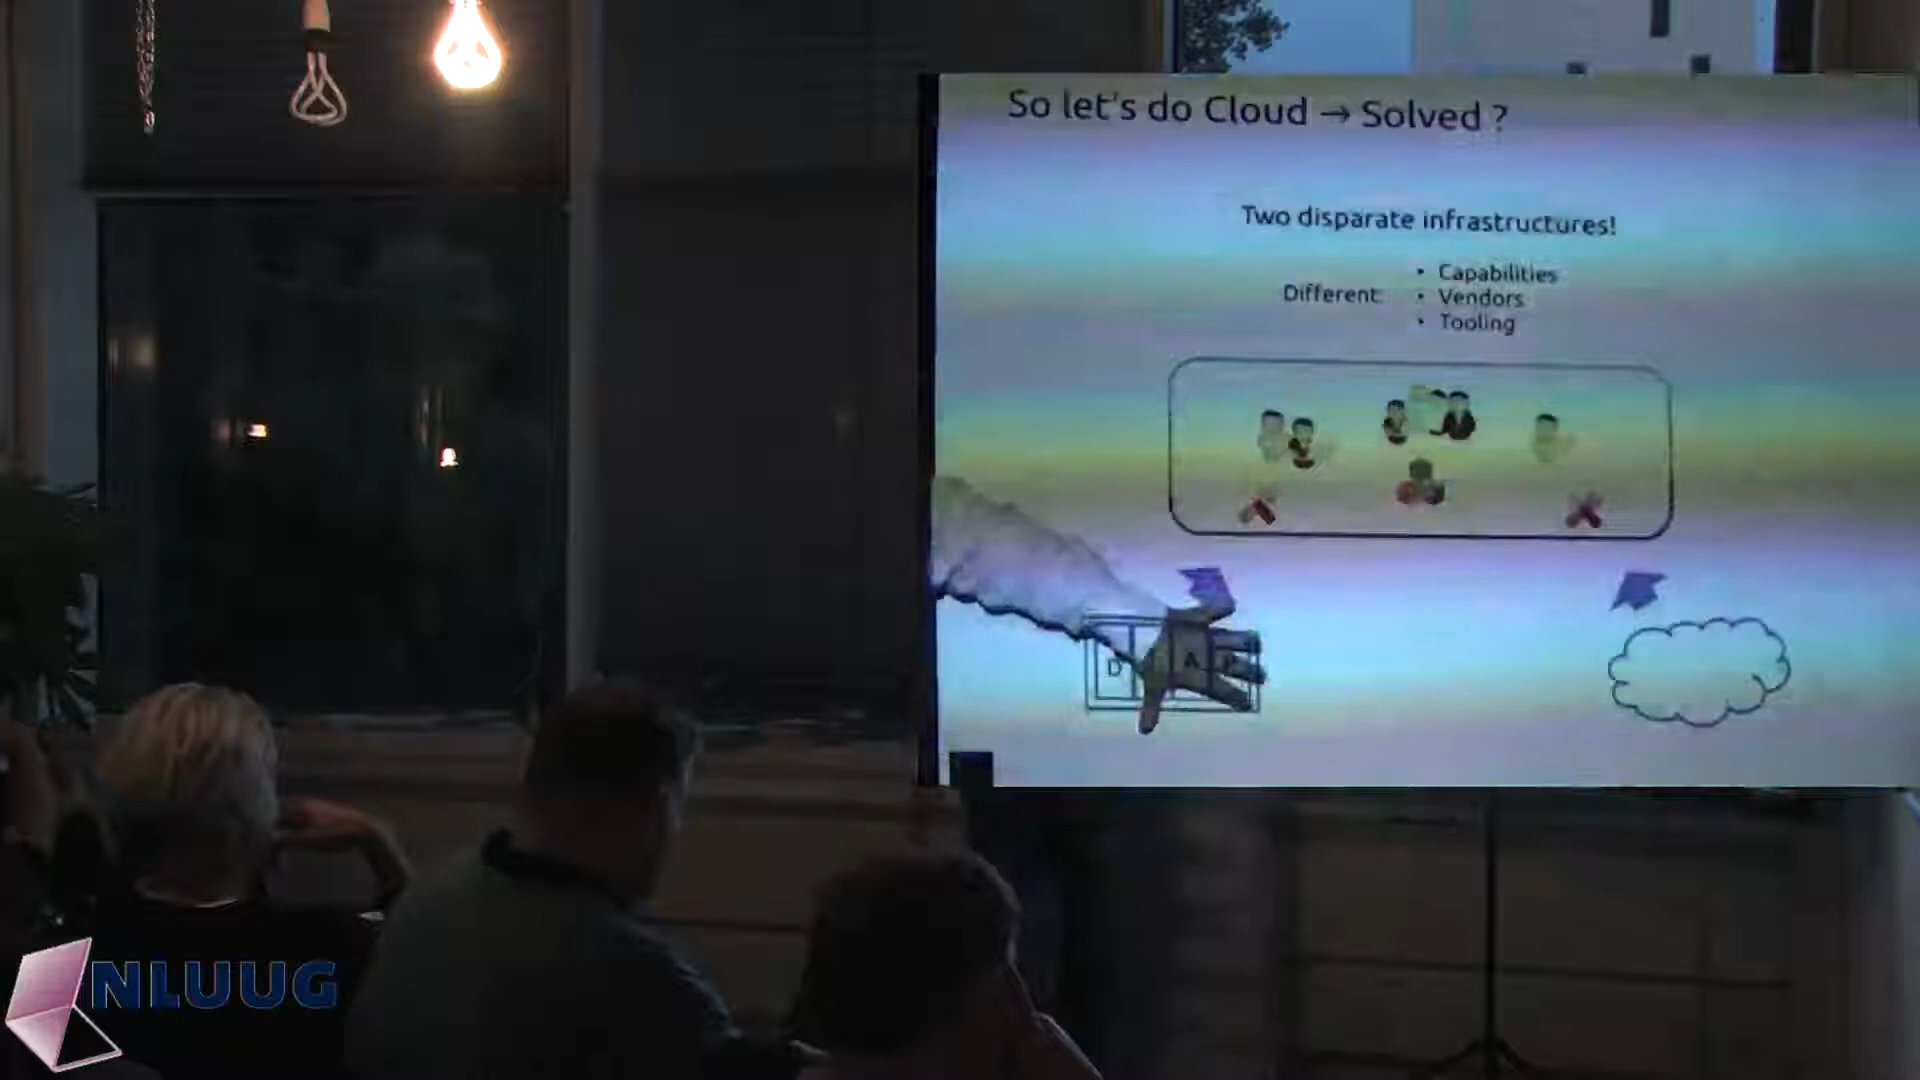 So let's do Cloud → Solved ?
Two disparate infrastructures!
Different:
• Capabilities
• Vendors
• Tooling
D A P
NLUUG